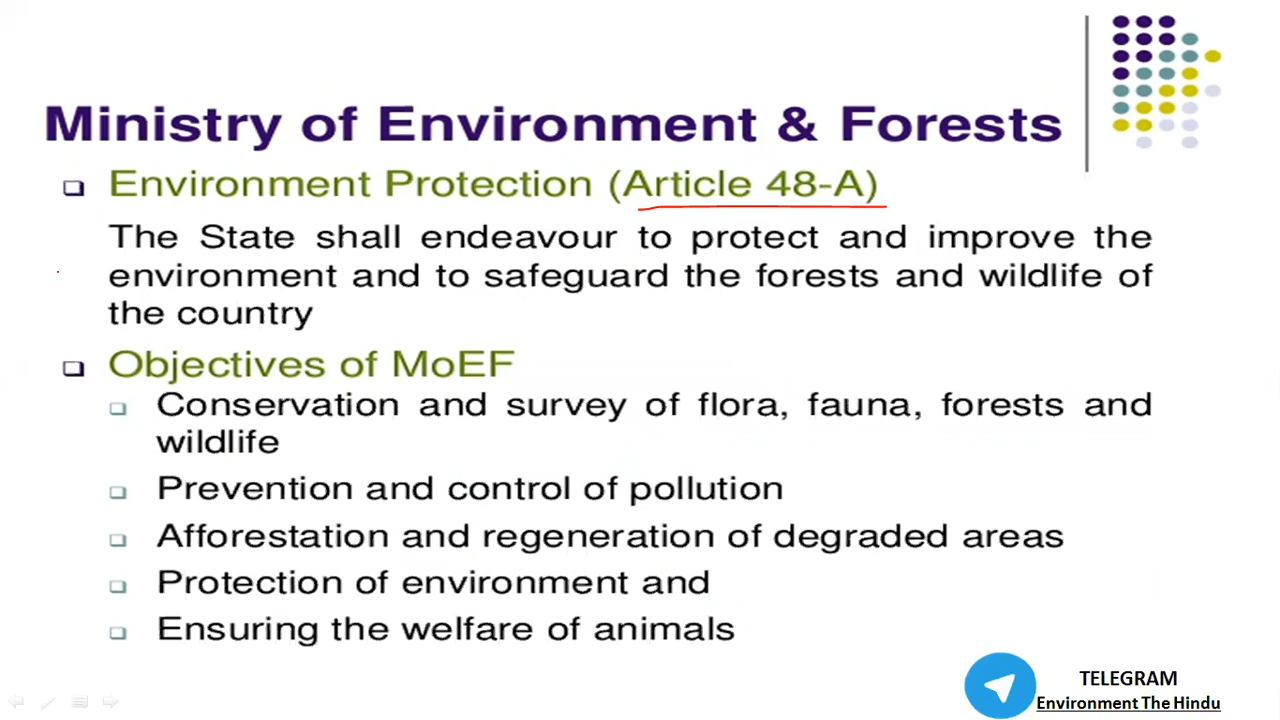 Ministry of Environment & Forests
Environment Protection (Article 48-A)
The State shall endeavour to protect and improve the
environment and to safeguard the forests and wildlife of
the country
Objectives of MoEF
Conservation and survey of flora, fauna, forests and
wildlife
Prevention and control of pollution
Afforestation and regeneration of degraded areas
Protection of environment and
Ensuring the welfare of animals
TELEGRAM
Environment The Hindu